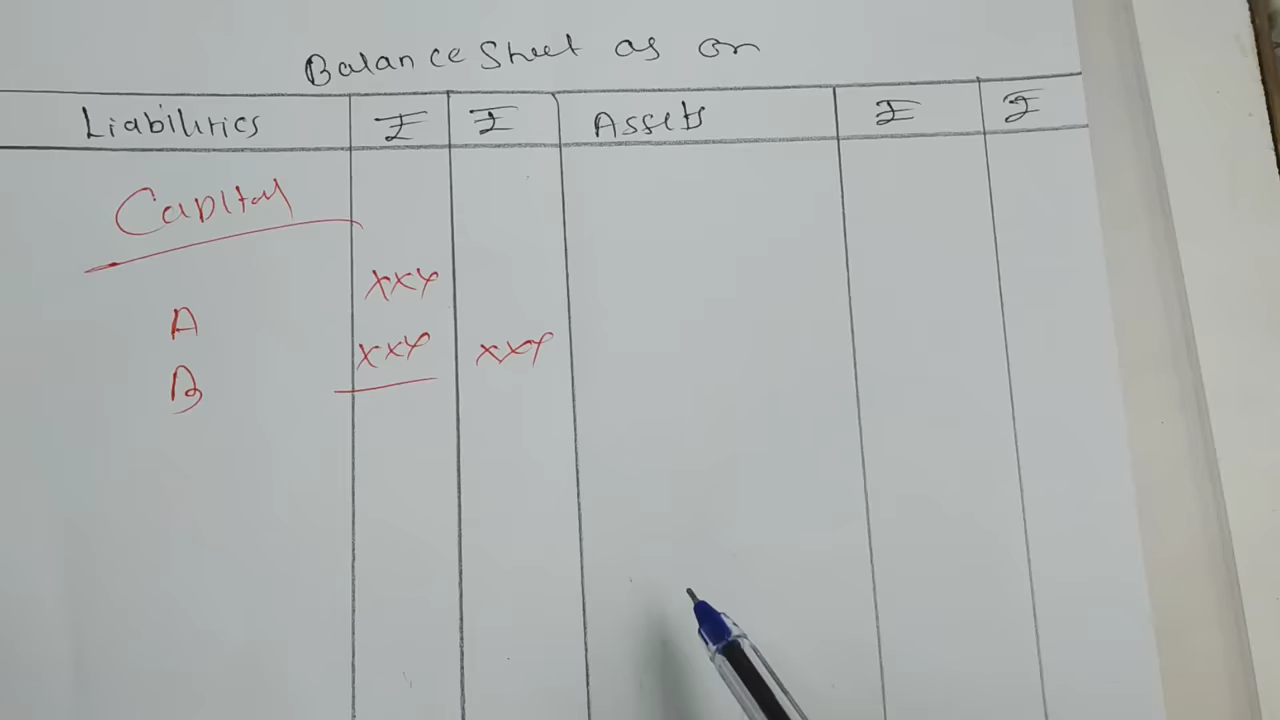 Balance Sheet as on
Liabilities ₹ ₹ Assets ₹ ₹
Capital
A xxx
B xxx xxx